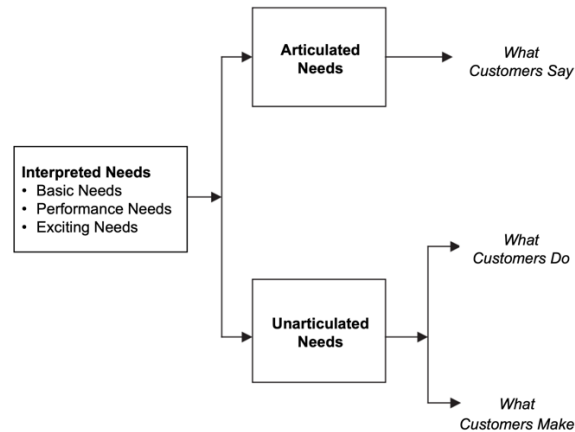 Articulated
Needs
What
Customers Say
Interpreted Needs
• Basic Needs
• Performance Needs
• Exciting Needs
What
Customers Do
Unarticulated
Needs
What
Customers Make